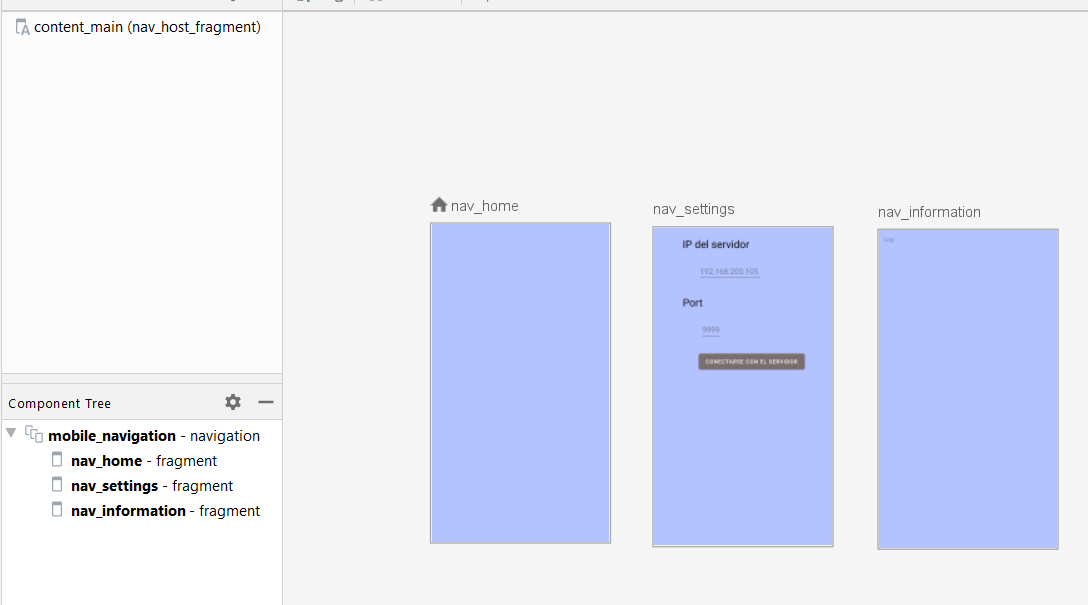 content_main (nav_host_fragment)
nav_home
nav_settings
nav_information
IP del servidor
192.168.200.105
Port
9999
CONECTARSE CON EL SERVIDOR
Component Tree
mobile_navigation - navigation
nav_home - fragment
nav_settings - fragment
nav_information - fragment